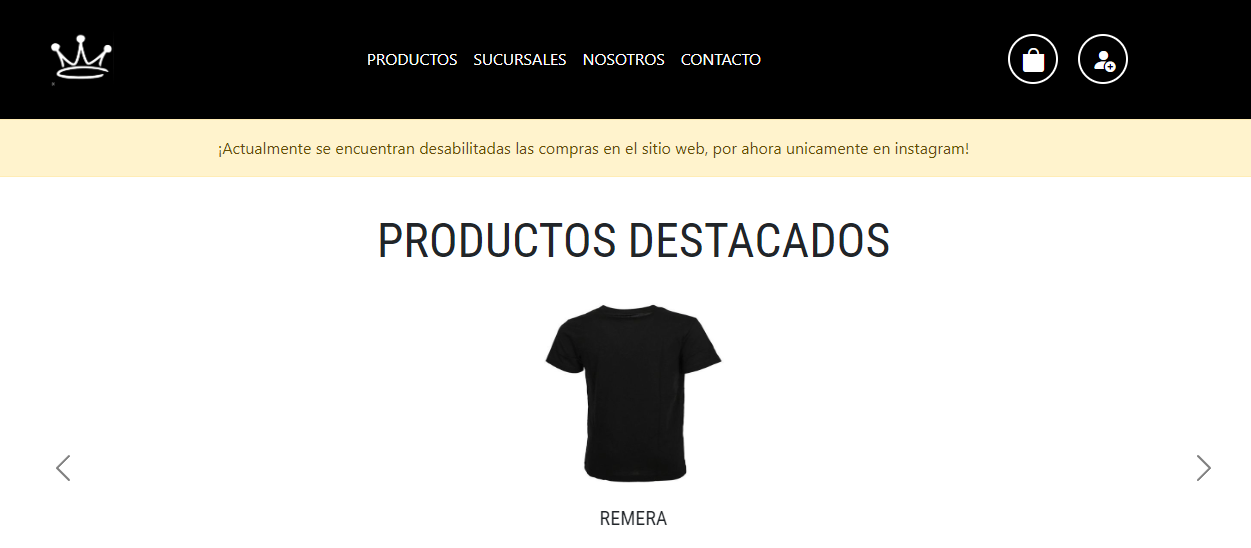 PRODUCTOS SUCURSALES NOSOTROS CONTACTO
¡Actualmente se encuentran desabilitadas las compras en el sitio web, por ahora unicamente en instagram!
PRODUCTOS DESTACADOS
REMERA